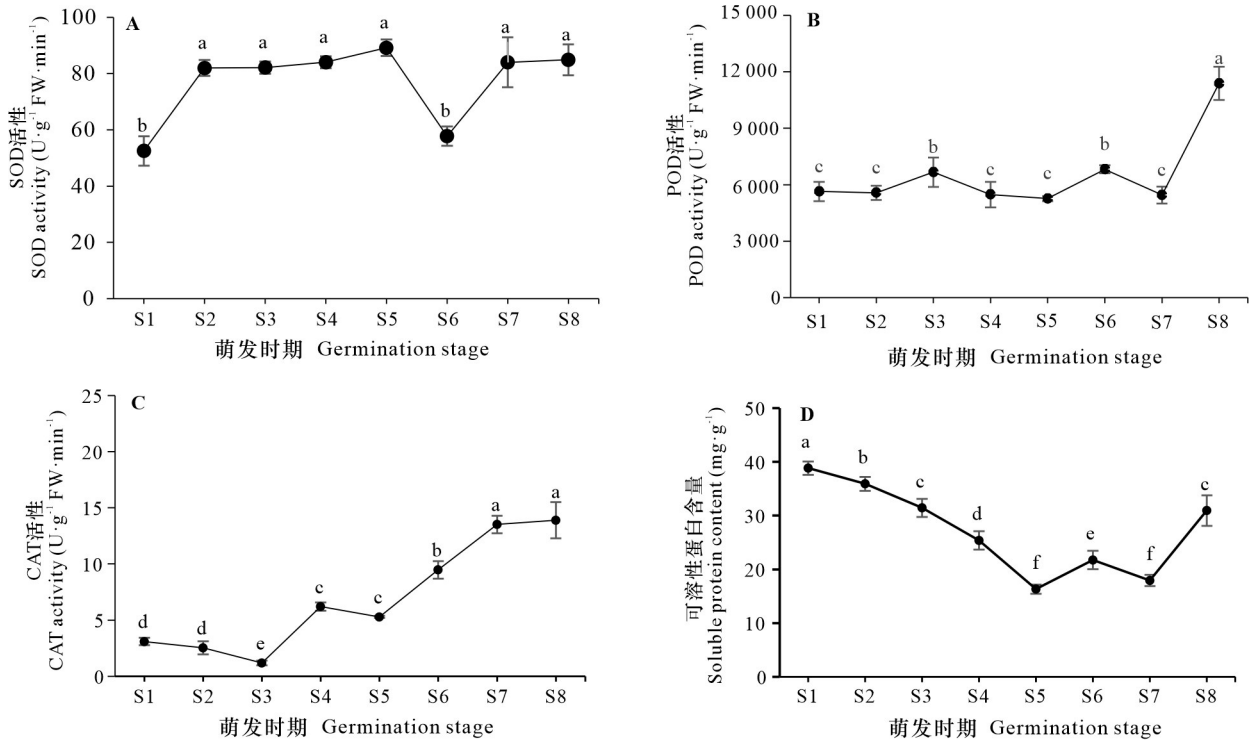 A
SOD活性
SOD activity (U·g⁻¹ FW·min⁻¹)
100
80
60
40
20
0
b
a
a
a
a
b
a
a
S1 S2 S3 S4 S5 S6 S7 S8
萌发时期 Germination stage
B
POD活性
POD activity (U·g⁻¹ FW·min⁻¹)
15 000
12 000
9 000
6 000
3 000
0
c
c
b
c
c
b
c
a
S1 S2 S3 S4 S5 S6 S7 S8
萌发时期 Germination stage
C
CAT活性
CAT activity (U·g⁻¹ FW·min⁻¹)
25
20
15
10
5
0
d
d
e
c
c
b
a
a
S1 S2 S3 S4 S5 S6 S7 S8
萌发时期 Germination stage
D
可溶性蛋白含量
Soluble protein content (mg·g⁻¹)
50
40
30
20
10
0
a
b
c
d
f
e
f
c
S1 S2 S3 S4 S5 S6 S7 S8
萌发时期 Germination stage